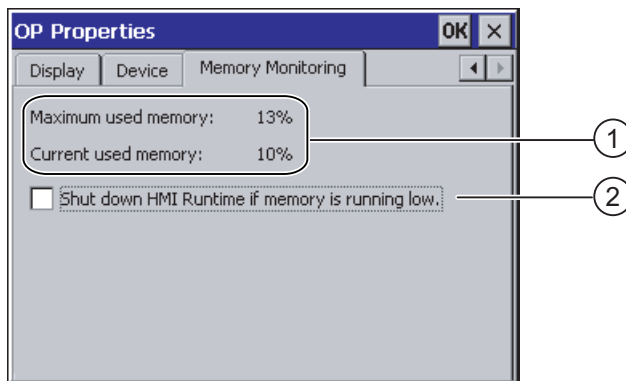 OP Properties OK ×
Display Device Memory Monitoring
Maximum used memory: 13%
Current used memory: 10%
1
Shut down HMI Runtime if memory is running low.
2